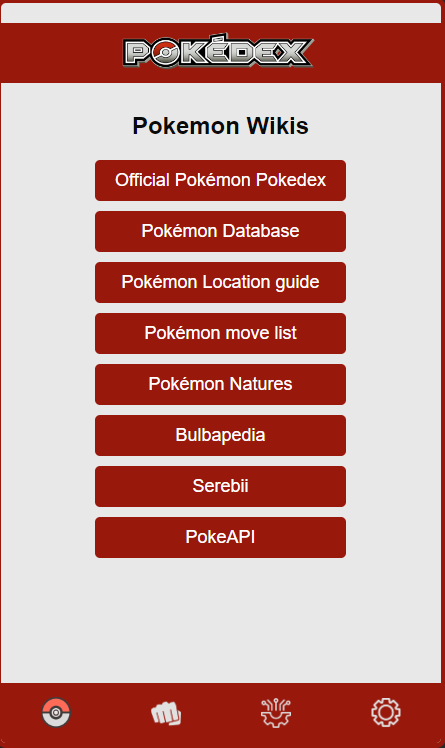 POKÉDEX
Pokemon Wikis
Official Pokémon Pokedex
Pokémon Database
Pokémon Location guide
Pokémon move list
Pokémon Natures
Bulbapedia
Serebii
PokeAPI